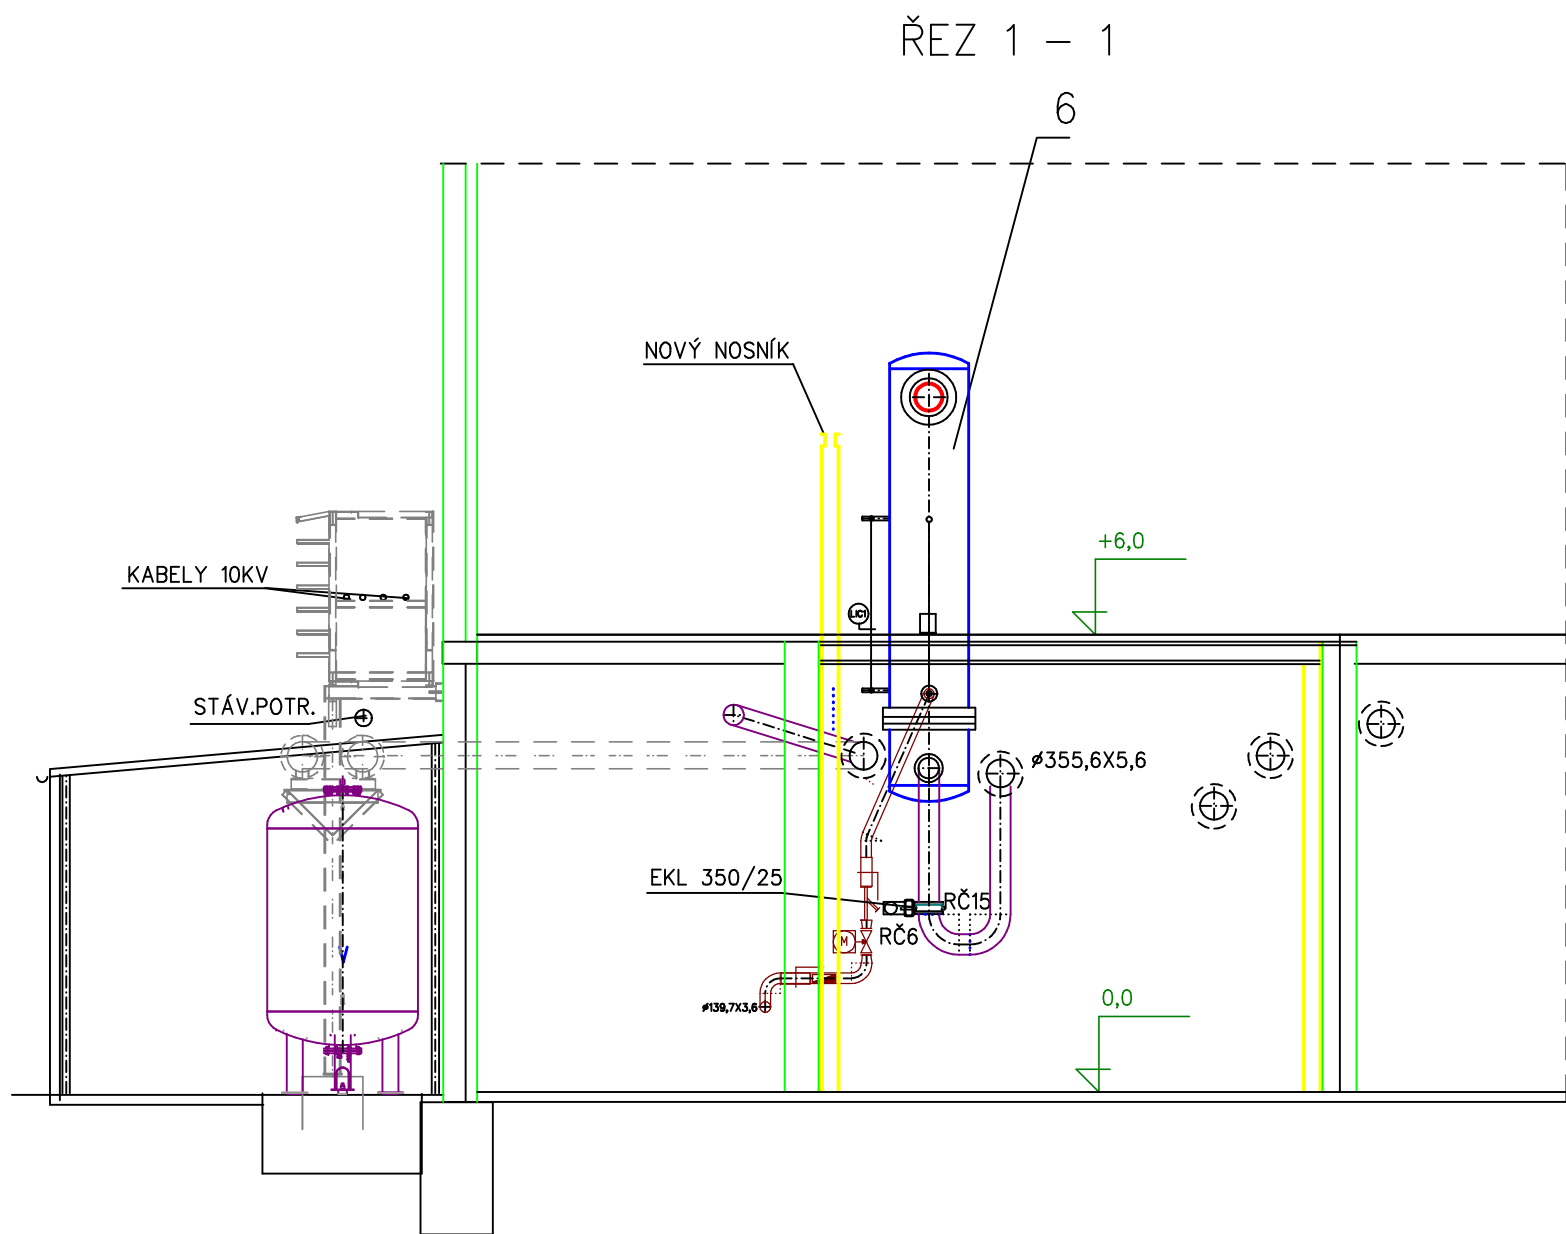 ŘEZ 1 – 1
6
NOVÝ NOSNÍK
+6,0
KABELY 10KV
LIC1
STÁV.POTR.
ø355,6X5,6
EKL 350/25
RČ15
RČ6
M
0,0
ø139,7X3,6